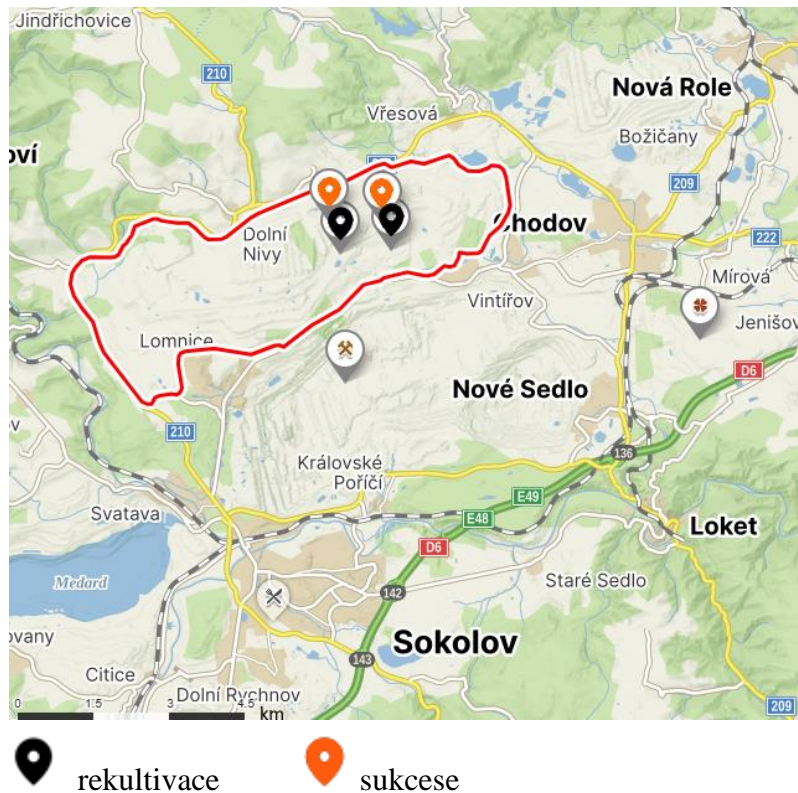 Jindřichovice
210
Nová Role
Vřesová
Božičany
oví
209
Chodov
222
Dolní
Nivy
Mírová
Vintířov
Jenišov
Lomnice
D6
Nové Sedlo
210
136
Královské
Poříčí
E49
Svatava
E48
Loket
D6
Medard
Staré Sedlo
142
ovany
Sokolov
143
Citice
Dolní Rychnov
209
0 1.5 3 4.5 km
rekultivace sukcese